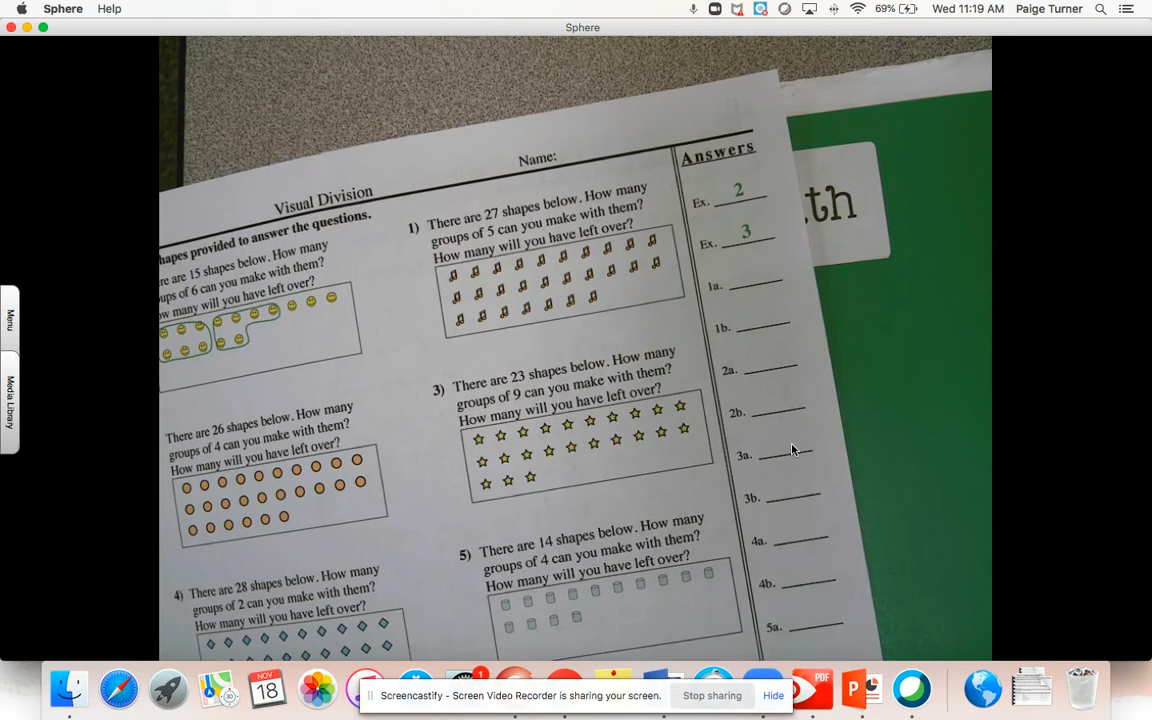 Sphere Help
69% Wed 11:19 AM Paige Turner
Sphere
Menu
Media Library
Name:
Visual Division
Answers
hapes provided to answer the questions.
re are 15 shapes below. How many
ups of 6 can you make with them?
ow many will you have left over?
1) There are 27 shapes below. How many
groups of 5 can you make with them?
How many will you have left over?
There are 26 shapes below. How many
groups of 4 can you make with them?
How many will you have left over?
3) There are 23 shapes below. How many
groups of 9 can you make with them?
How many will you have left over?
4) There are 28 shapes below. How many
groups of 2 can you make with them?
How many will you have left over?
5) There are 14 shapes below. How many
groups of 4 can you make with them?
How many will you have left over?
Ex. 2
Ex. 3
1a.
1b.
2a.
2b.
3a.
3b.
4a.
4b.
5a.
th
NOV
18
1
PDF
Screencastify - Screen Video Recorder is sharing your screen. Stop sharing Hide